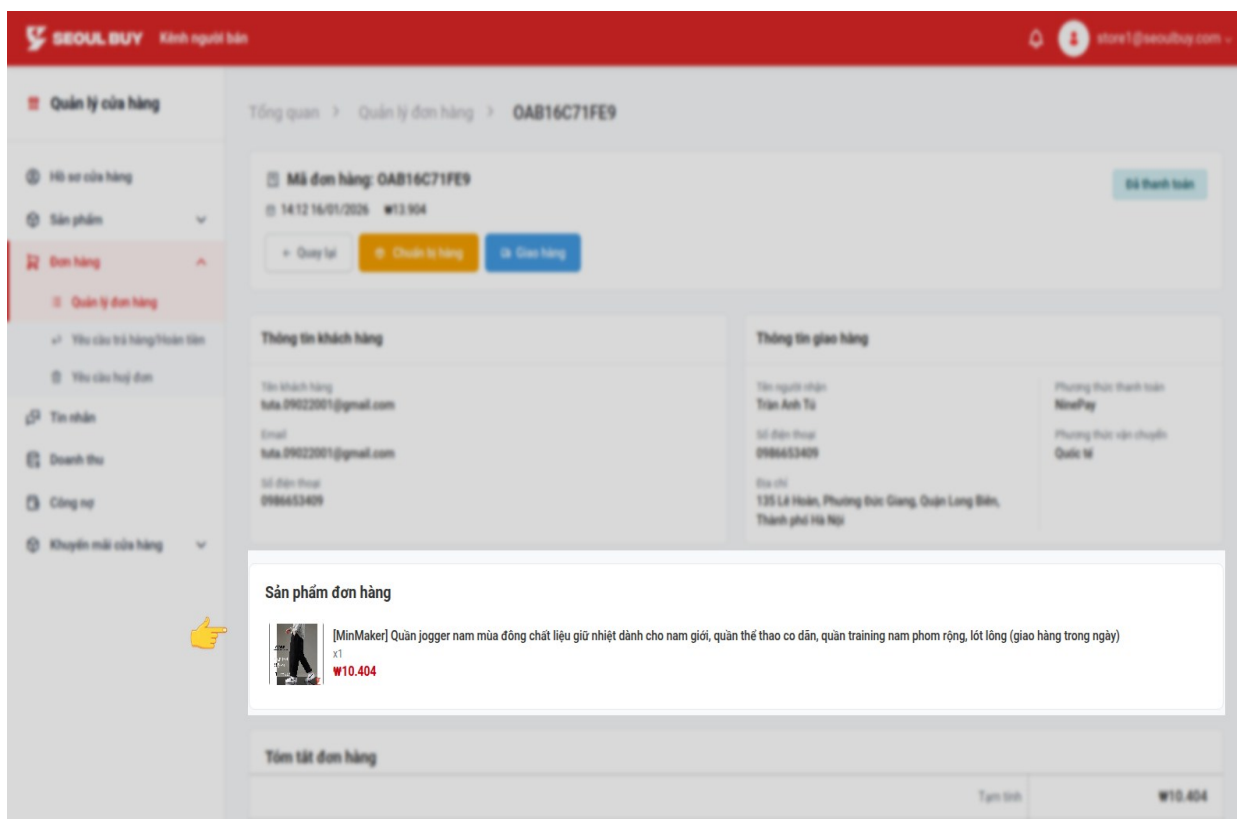 SEOUL BUY Kênh người bán
store1@seoulbuy.com
Quản lý cửa hàng
Tổng quan > Quản lý đơn hàng > OAB16C71FE9
Hồ sơ cửa hàng
Sản phẩm
Đơn hàng
Quản lý đơn hàng
Yêu cầu trả hàng/Hoàn tiền
Yêu cầu huỷ đơn
Tin nhắn
Doanh thu
Công nợ
Khuyến mãi cửa hàng
Mã đơn hàng: OAB16C71FE9
Đã thanh toán
14:12 16/01/2026 ₩13.904
Quay lại Chuẩn bị hàng Giao hàng
Thông tin khách hàng
Tên khách hàng
tuta.09022001@gmail.com
Email
tuta.09022001@gmail.com
Số điện thoại
0986653409
Thông tin giao hàng
Tên người nhận
Trần Anh Tú
Số điện thoại
0986653409
Địa chỉ
135 Lê Hoàn, Phường Đức Giang, Quận Long Biên,
Thành phố Hà Nội
Phương thức thanh toán
NinePay
Phương thức vận chuyển
Quốc tế
Sản phẩm đơn hàng
[MinMaker] Quần jogger nam mùa đông chất liệu giữ nhiệt dành cho nam giới, quần thể thao co dãn, quần training nam phom rộng, lót lông (giao hàng trong ngày)
x1
₩10.404
Tóm tắt đơn hàng
Tạm tính ₩10.404